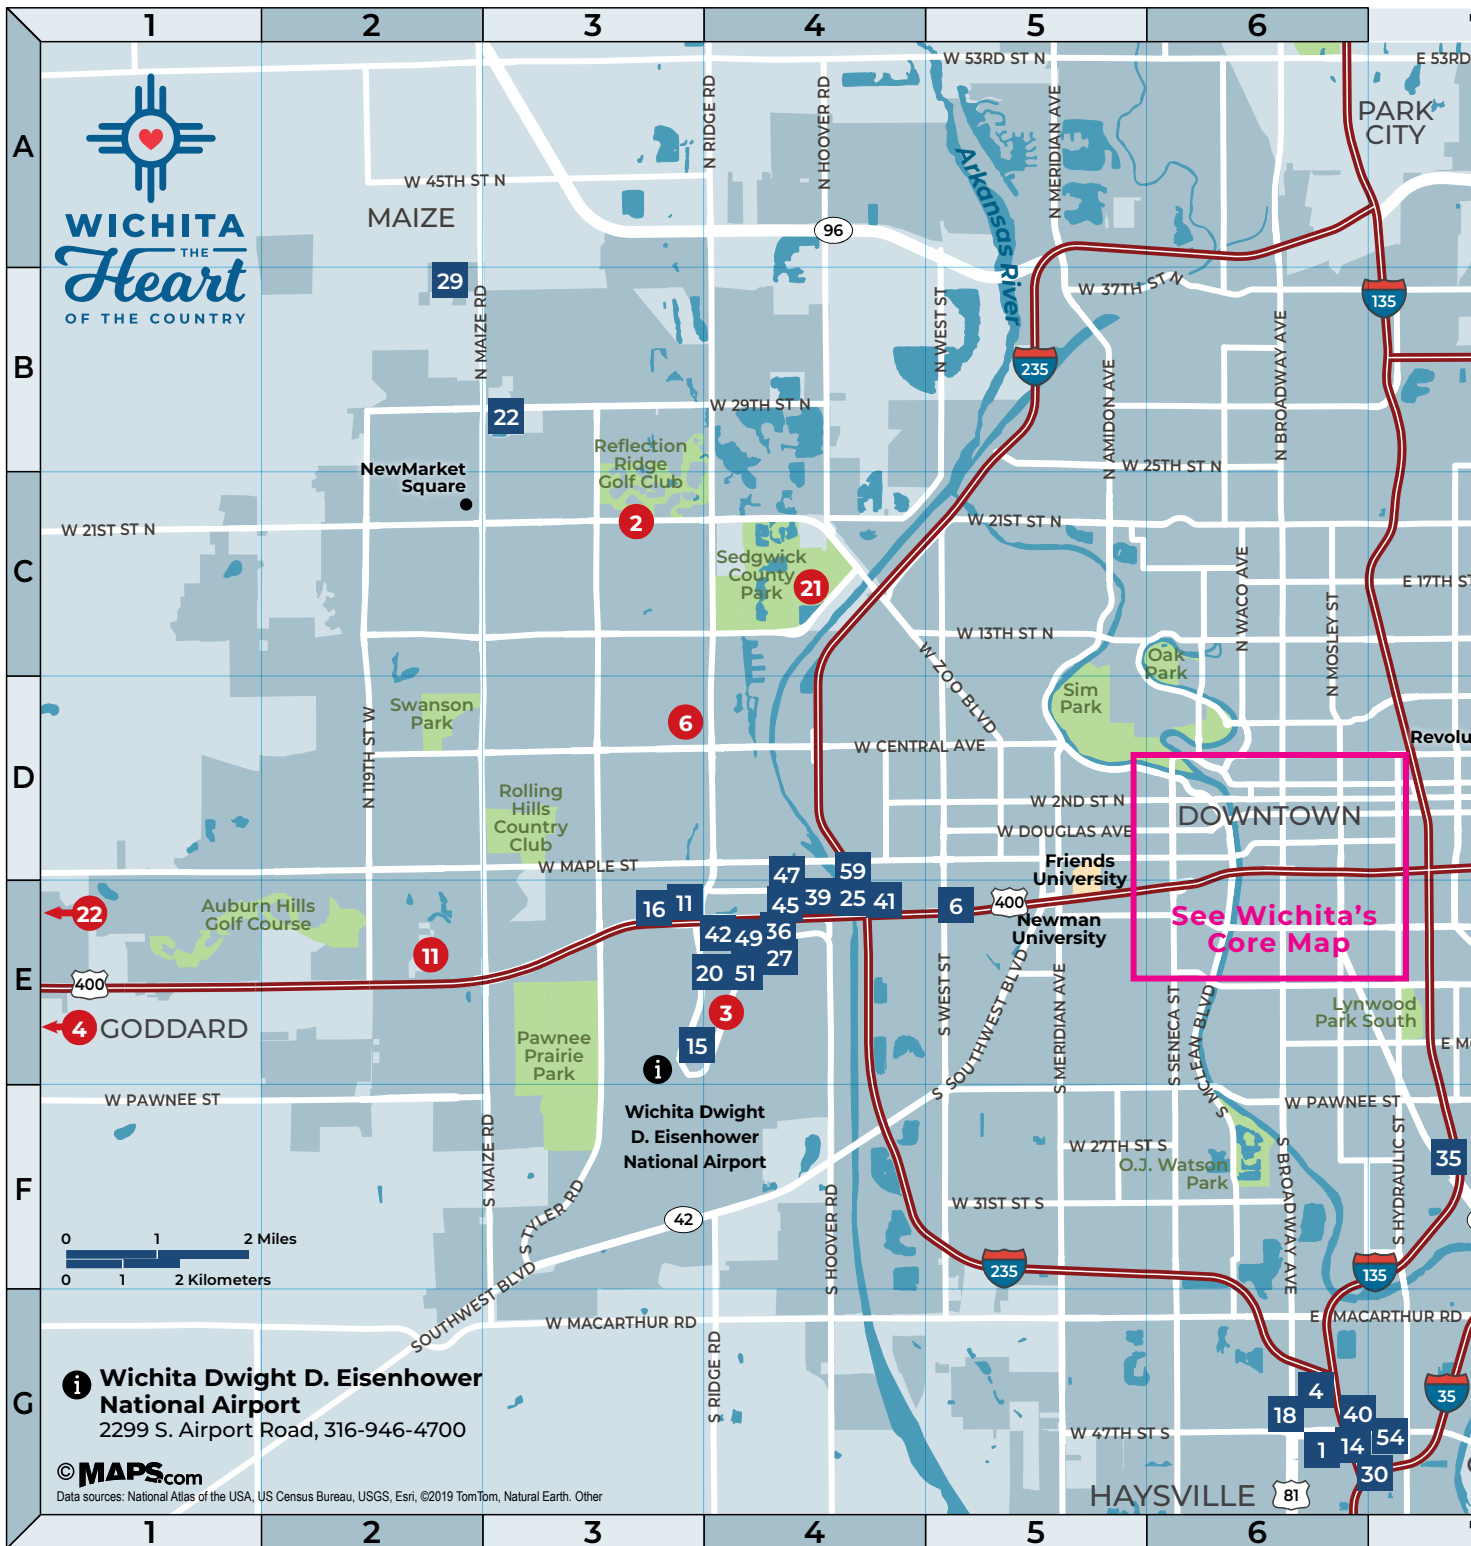 1 2 3 4 5 6
A
B
C
D
E
F
G
WICHITA
THE
Heart
OF THE COUNTRY
W 53RD ST N
E 53RD
PARK
CITY
N RIDGE RD
N HOOVER RD
N MERIDIAN AVE
Arkansas River
W 45TH ST N
MAIZE
96
29
N MAIZE RD
N WEST ST
W 37TH ST N
135
235
N AMIDON AVE
N BROADWAY AVE
22
W 29TH ST N
Reflection
Ridge
Golf Club
NewMarket
Square
W 25TH ST N
W 21ST ST N
2
W 21ST ST N
Sedgwick
County
Park
21
N WACO AVE
E 17TH ST
N MOSLEY ST
W 13TH ST N
W ZOO BLVD
Oak
Park
Sim
Park
Swanson
Park
6
N 119TH ST W
W CENTRAL AVE
Revolu
Rolling
Hills
Country
Club
W 2ND ST N
DOWNTOWN
W DOUGLAS AVE
W MAPLE ST
Friends
University
47
59
16
11
45
39
25
41
6
400
22
Auburn Hills
Golf Course
42
49
36
Newman
University
See Wichita's
Core Map
11
27
20
51
400
3
4
GODDARD
Pawnee
Prairie
Park
15
i
S WEST ST
S SOUTHWEST BLVD
S MERIDIAN AVE
S SENECA ST
S MCLEAN BLVD
Lynwood
Park South
E MO
W PAWNEE ST
W PAWNEE ST
Wichita Dwight
D. Eisenhower
National Airport
S MAIZE RD
S TYLER RD
W 27TH ST S
O.J. Watson
Park
S BROADWAY AVE
S HYDRAULIC ST
35
W 31ST ST S
42
S HOOVER RD
0 1 2 Miles
0 1 2 Kilometers
235
135
SOUTHWEST BLVD
W MACARTHUR RD
E MACARTHUR RD
S RIDGE RD
i Wichita Dwight D. Eisenhower
National Airport
2299 S. Airport Road, 316-946-4700
4
18
40
35
W 47TH ST S
1
14
54
30
HAYSVILLE
81
© MAPS.com
Data sources: National Atlas of the USA, US Census Bureau, USGS, Esri, ©2019 TomTom, Natural Earth. Other
1 2 3 4 5 6